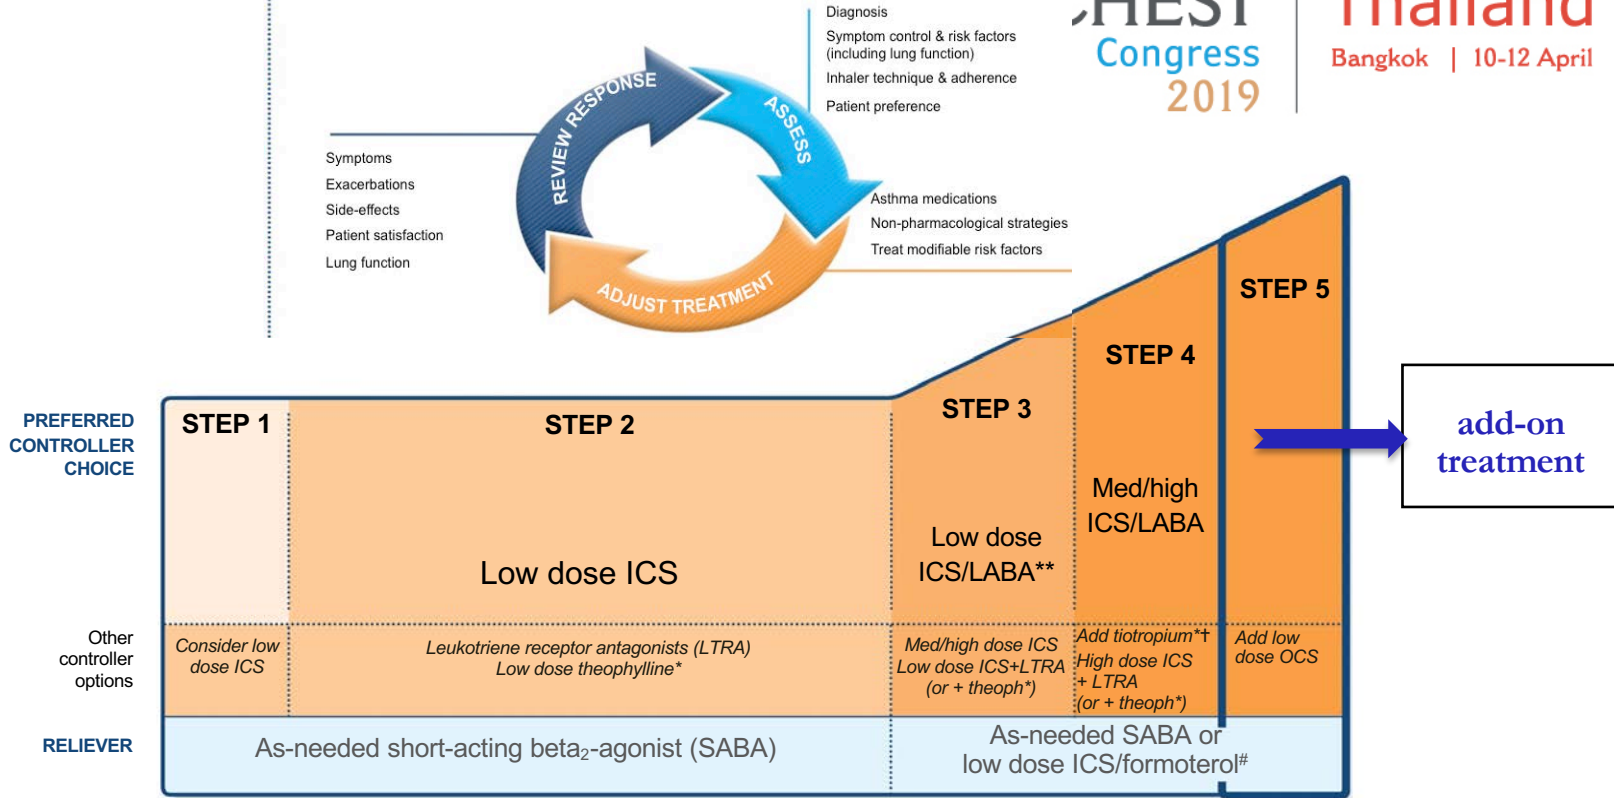 Diagnosis
Symptom control & risk factors
(including lung function)
Inhaler technique & adherence
Patient preference
CHEST
Congress
2019
Thailand
Bangkok | 10-12 April
REVIEW RESPONSE
ASSESS
ADJUST TREATMENT
Symptoms
Exacerbations
Side-effects
Patient satisfaction
Lung function
Asthma medications
Non-pharmacological strategies
Treat modifiable risk factors
PREFERRED
CONTROLLER
CHOICE
STEP 1
STEP 2
Low dose ICS
STEP 3
Low dose
ICS/LABA**
STEP 4
Med/high
ICS/LABA
STEP 5
add-on
treatment
Other
controller
options
Consider low
dose ICS
Leukotriene receptor antagonists (LTRA)
Low dose theophylline*
Med/high dose ICS
Low dose ICS+LTRA
(or + theoph*)
Add tiotropium*†
High dose ICS
+ LTRA
(or + theoph*)
Add low
dose OCS
RELIEVER
As-needed short-acting beta₂-agonist (SABA)
As-needed SABA or
low dose ICS/formoterol#